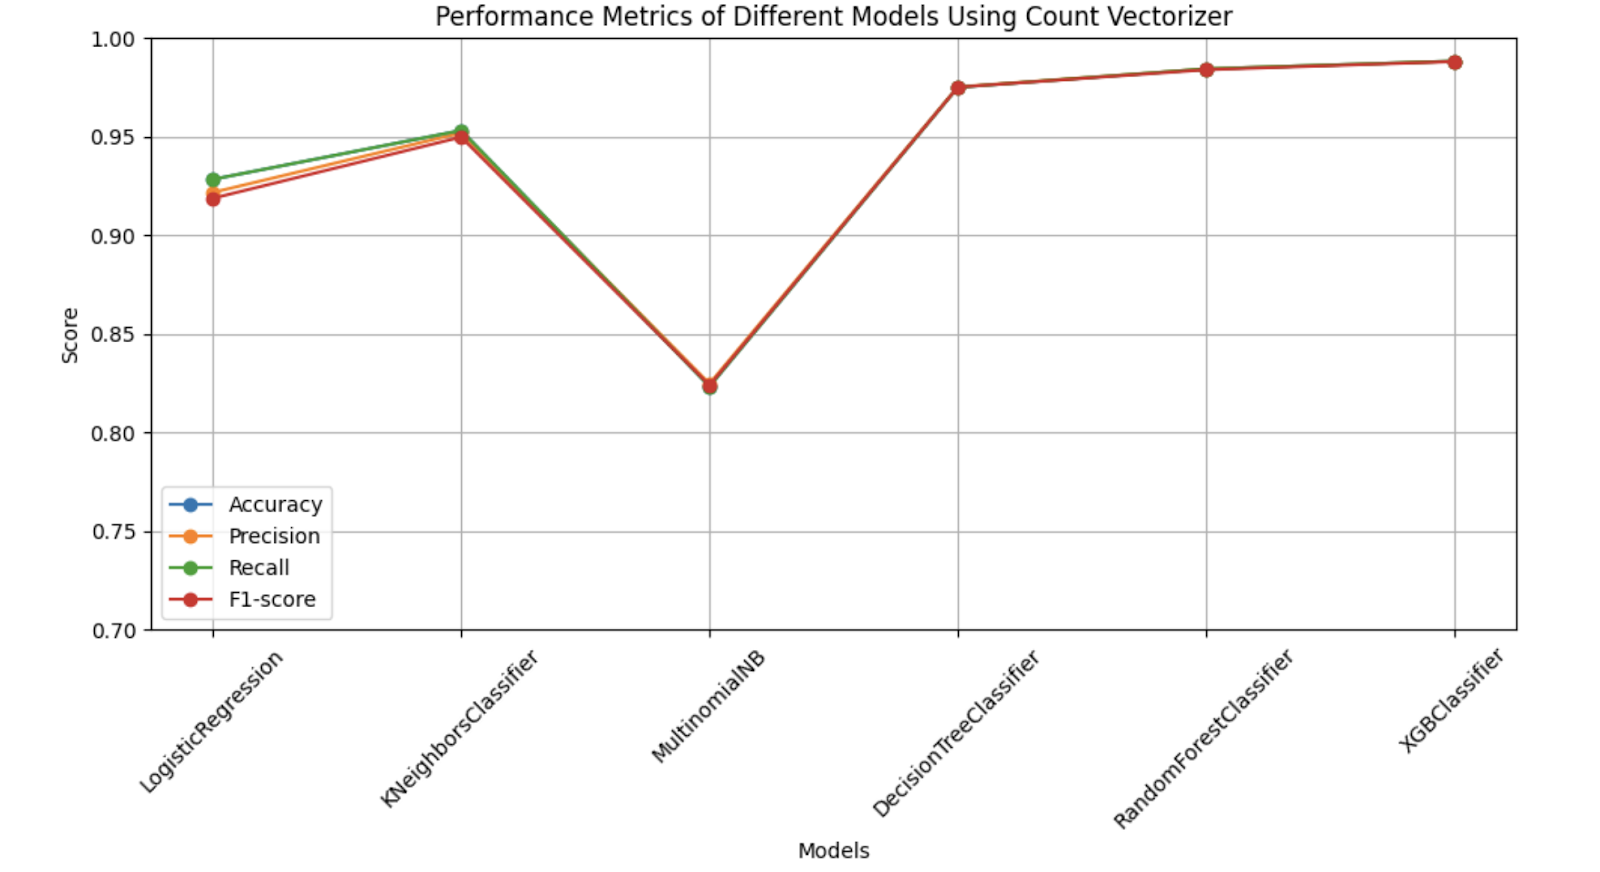 Performance Metrics of Different Models Using Count Vectorizer
1.00
0.95
0.90
0.85
0.80
0.75
0.70
Score
Accuracy
Precision
Recall
F1-score
LogisticRegression
KNeighborsClassifier
MultinomialNB
DecisionTreeClassifier
RandomForestClassifier
XGBClassifier
Models